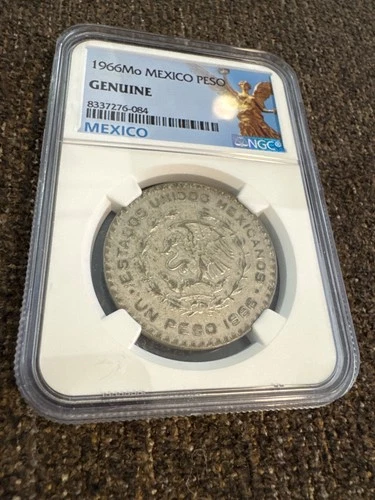 1966Mo MEXICO PESO
GENUINE
8337276-084
MEXICO
NGC
ESTADOS UNIDOS MEXICANOS
UN PESO 1966